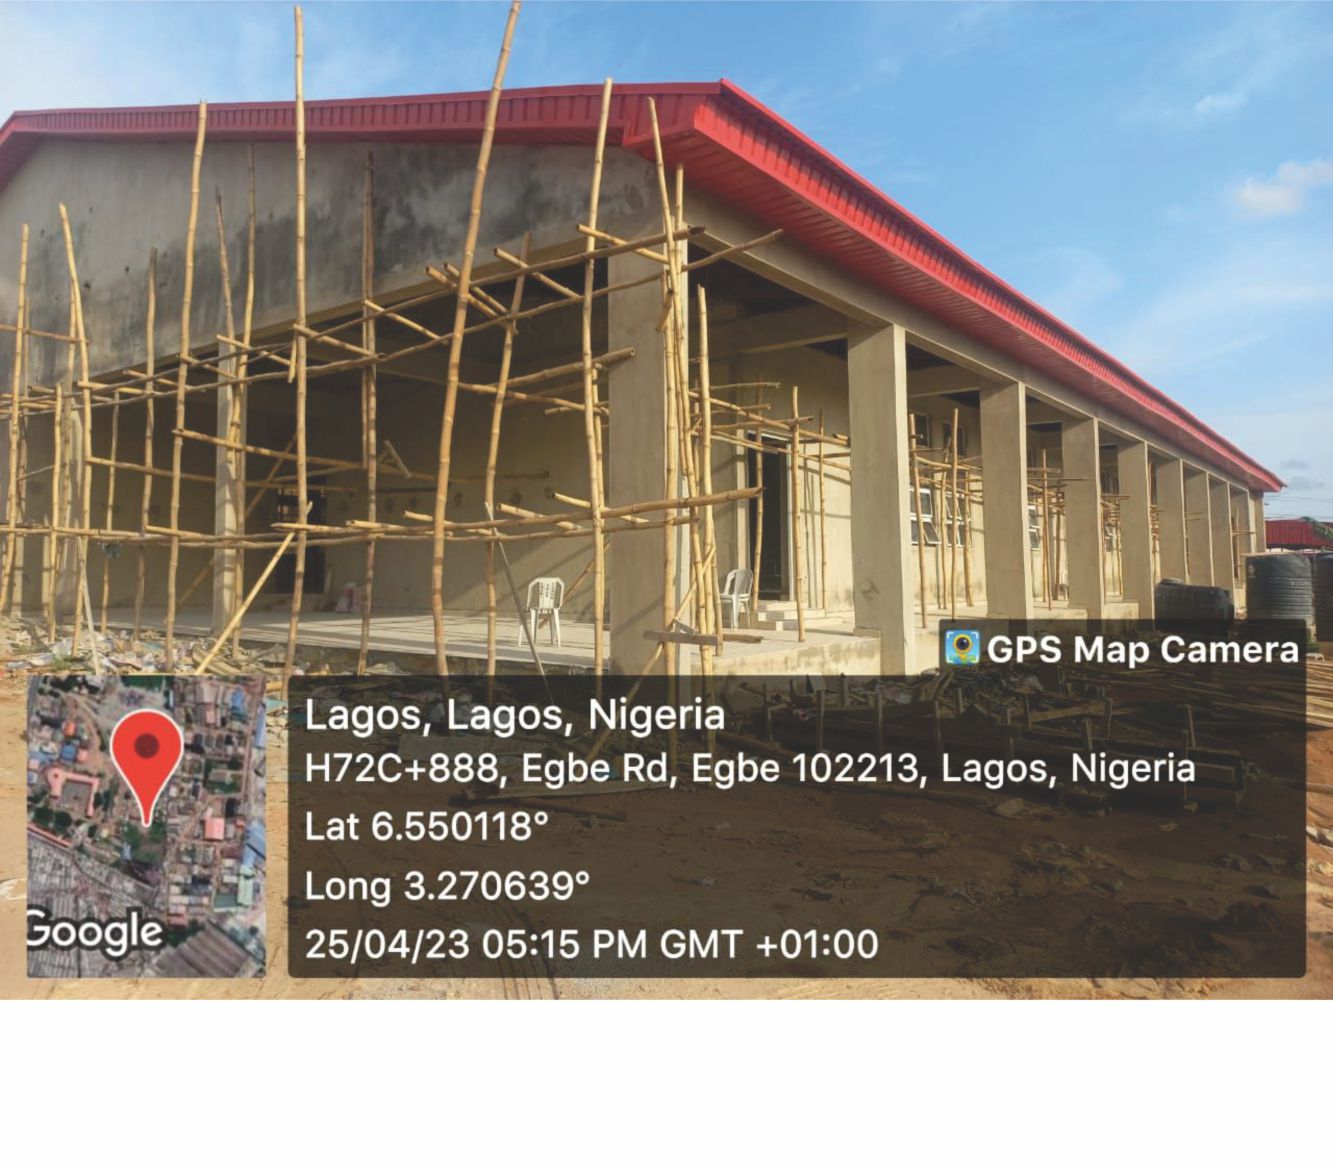 GPS Map Camera
Lagos, Lagos, Nigeria
H72C+888, Egbe Rd, Egbe 102213, Lagos, Nigeria
Lat 6.550118°
Long 3.270639°
25/04/23 05:15 PM GMT +01:00
Google